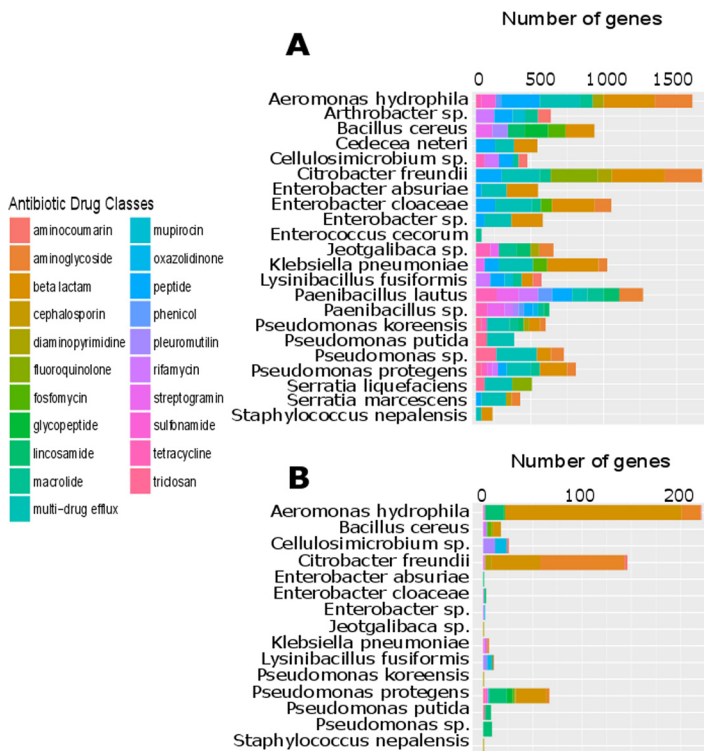 Number of genes
A
0 500 1000 1500
Aeromonas hydrophila
Arthrobacter sp.
Bacillus cereus
Cedecea neteri
Cellulosimicrobium sp.
Citrobacter freundii
Enterobacter absuriae
Enterobacter cloaceae
Enterobacter sp.
Enterococcus cecorum
Jeotgalibaca sp.
Klebsiella pneumoniae
Lysinibacillus fusiformis
Paenibacillus lautus
Paenibacillus sp.
Pseudomonas koreensis
Pseudomonas putida
Pseudomonas sp.
Pseudomonas protegens
Serratia liquefaciens
Serratia marcescens
Staphylococcus nepalensis
Antibiotic Drug Classes
aminocoumarin
aminoglycoside
beta lactam
cephalosporin
diaminopyrimidine
fluoroquinolone
fosfomycin
glycopeptide
lincosamide
macrolide
multi-drug efflux
mupirocin
oxazolidinone
peptide
phenicol
pleuromutilin
rifamycin
streptogramin
sulfonamide
tetracycline
triclosan
Number of genes
B
0 100 200
Aeromonas hydrophila
Bacillus cereus
Cellulosimicrobium sp.
Citrobacter freundii
Enterobacter absuriae
Enterobacter cloaceae
Enterobacter sp.
Jeotgalibaca sp.
Klebsiella pneumoniae
Lysinibacillus fusiformis
Pseudomonas koreensis
Pseudomonas protegens
Pseudomonas putida
Pseudomonas sp.
Staphylococcus nepalensis